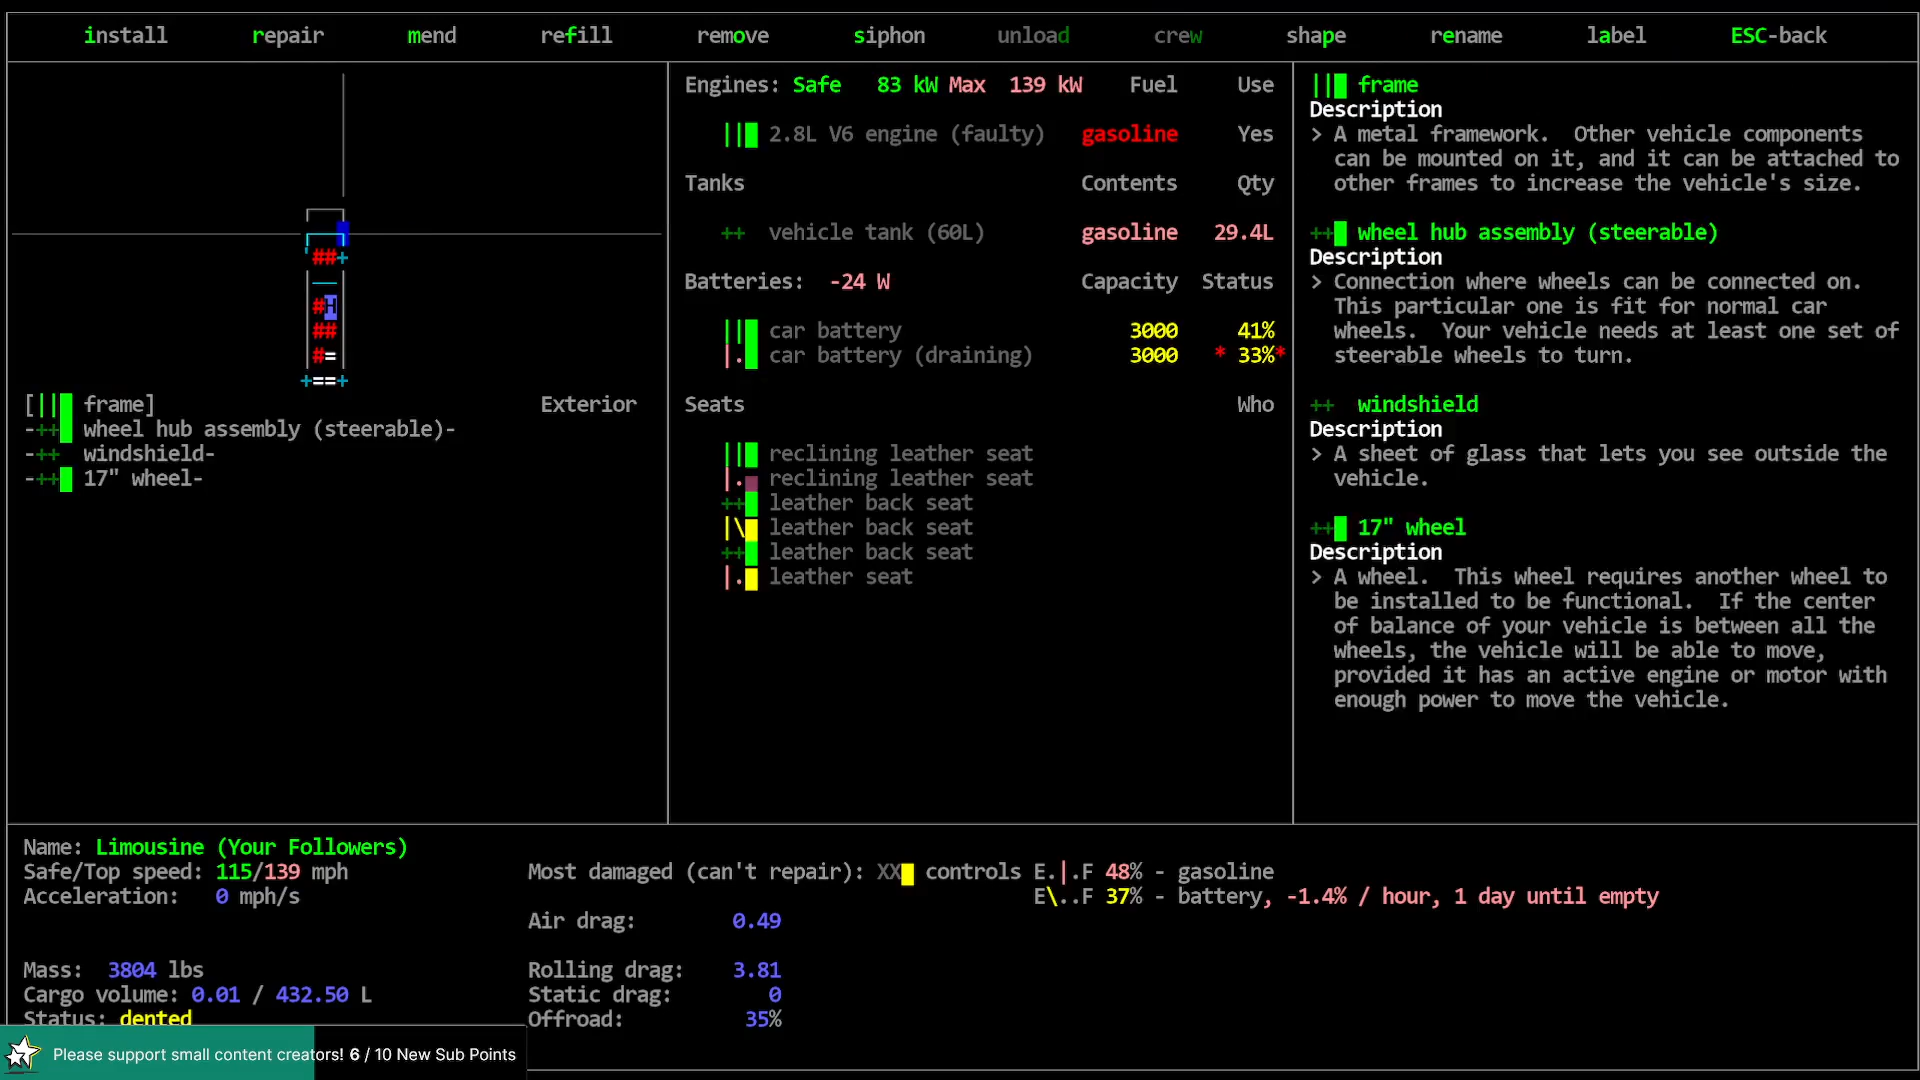 install repair mend refill remove siphon unload crew shape rename label ESC-back
##+
#
##
#=
+==+
[|| frame] Exterior
-++ wheel hub assembly (steerable)-
-++ windshield-
-++ 17" wheel-
Engines: Safe 83 kW Max 139 kW Fuel Use
|| 2.8L V6 engine (faulty) gasoline Yes
Tanks Contents Qty
++ vehicle tank (60L) gasoline 29.4L
Batteries: -24 W Capacity Status
|| car battery 3000 41%
|. car battery (draining) 3000 * 33%*
Seats Who
|| reclining leather seat
|. reclining leather seat
++ leather back seat
|\ leather back seat
++ leather back seat
|. leather seat
|| frame
Description
> A metal framework. Other vehicle components
can be mounted on it, and it can be attached to
other frames to increase the vehicle's size.
++ wheel hub assembly (steerable)
Description
> Connection where wheels can be connected on.
This particular one is fit for normal car
wheels. Your vehicle needs at least one set of
steerable wheels to turn.
++ windshield
Description
> A sheet of glass that lets you see outside the
vehicle.
++ 17" wheel
Description
> A wheel. This wheel requires another wheel to
be installed to be functional. If the center
of balance of your vehicle is between all the
wheels, the vehicle will be able to move,
provided it has an active engine or motor with
enough power to move the vehicle.
Name: Limousine (Your Followers)
Safe/Top speed: 115/139 mph
Acceleration: 0 mph/s
Mass: 3804 lbs
Cargo volume: 0.01 / 432.50 L
Status: dented
Most damaged (can't repair): XX controls
Air drag: 0.49
Rolling drag: 3.81
Static drag: 0
Offroad: 35%
E.|.F 48% - gasoline
E\..F 37% - battery, -1.4% / hour, 1 day until empty
Please support small content creators! 6 / 10 New Sub Points